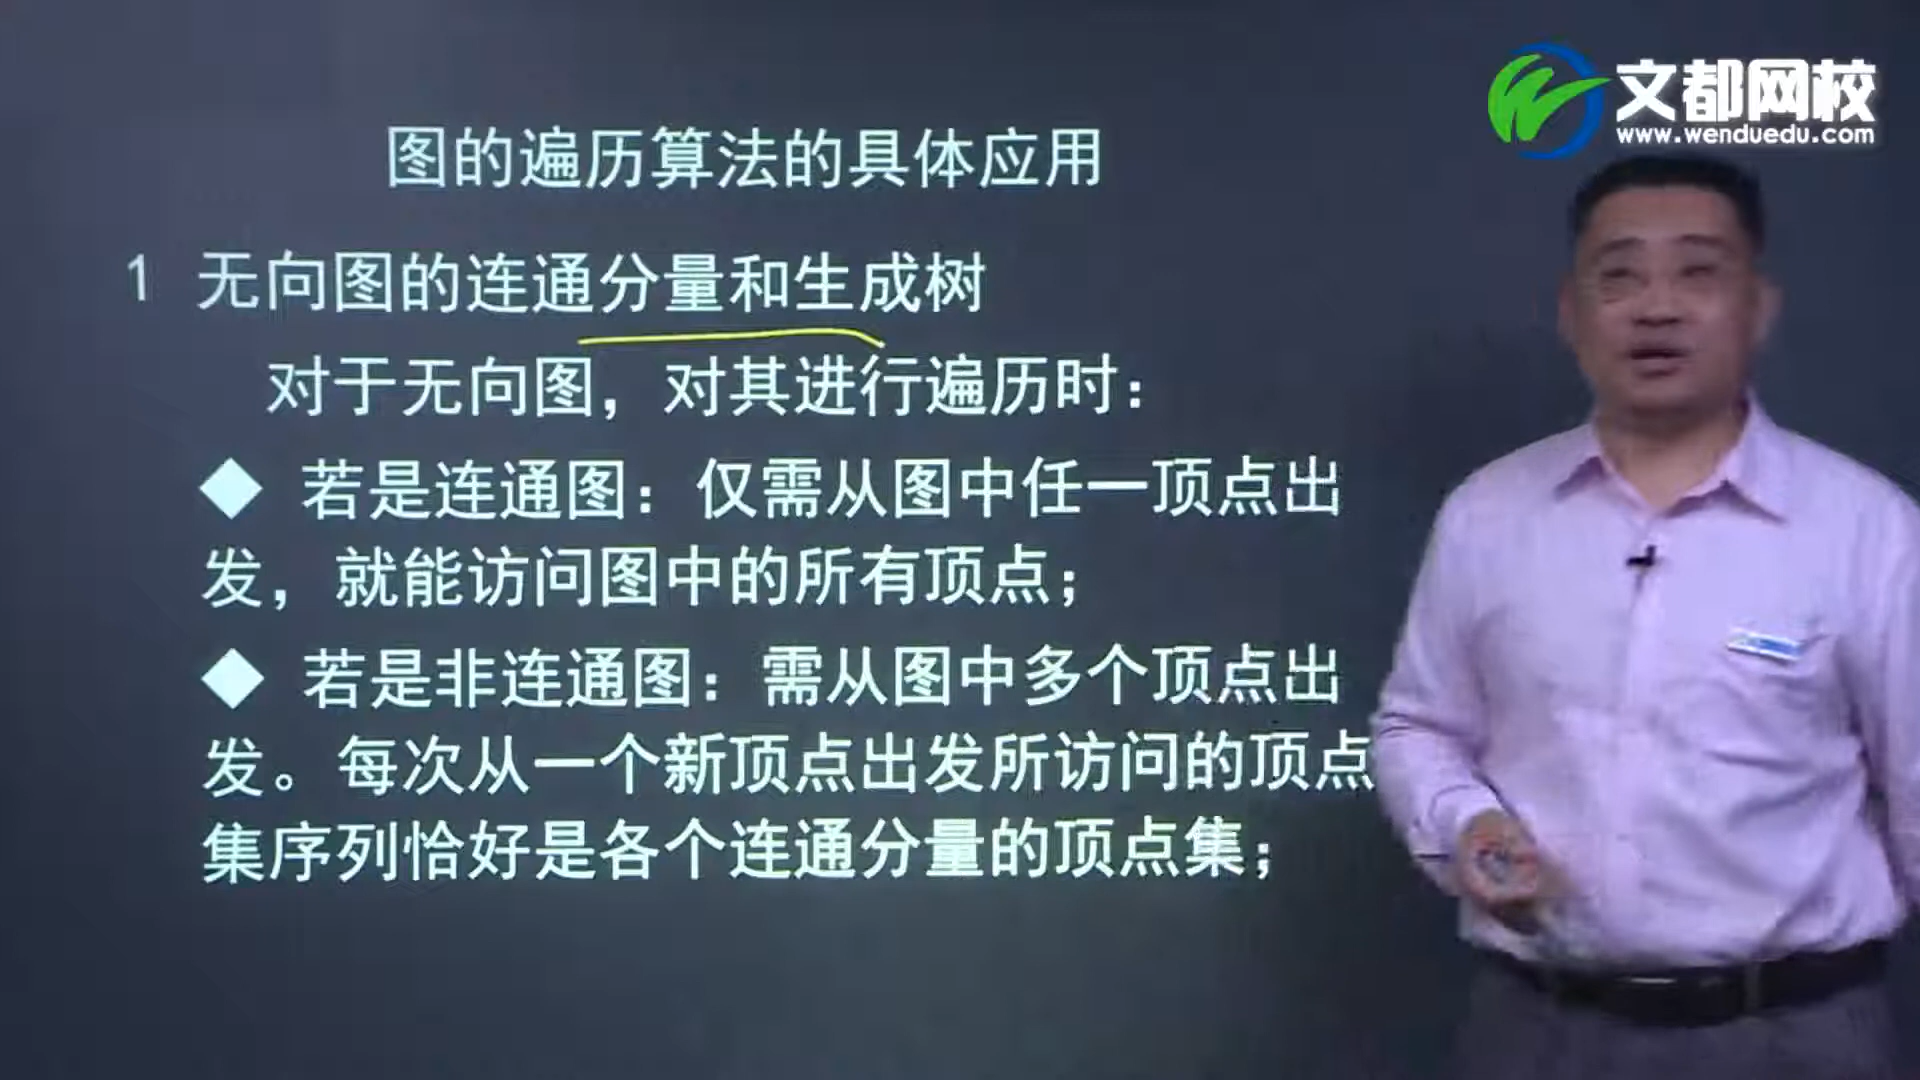 文都网校
www.wenduedu.com
图的遍历算法的具体应用
1 无向图的连通分量和生成树
对于无向图，对其进行遍历时：
◆ 若是连通图：仅需从图中任一顶点出
发，就能访问图中的所有顶点；
◆ 若是非连通图：需从图中多个顶点出
发。每次从一个新顶点出发所访问的顶点
集序列恰好是各个连通分量的顶点集；